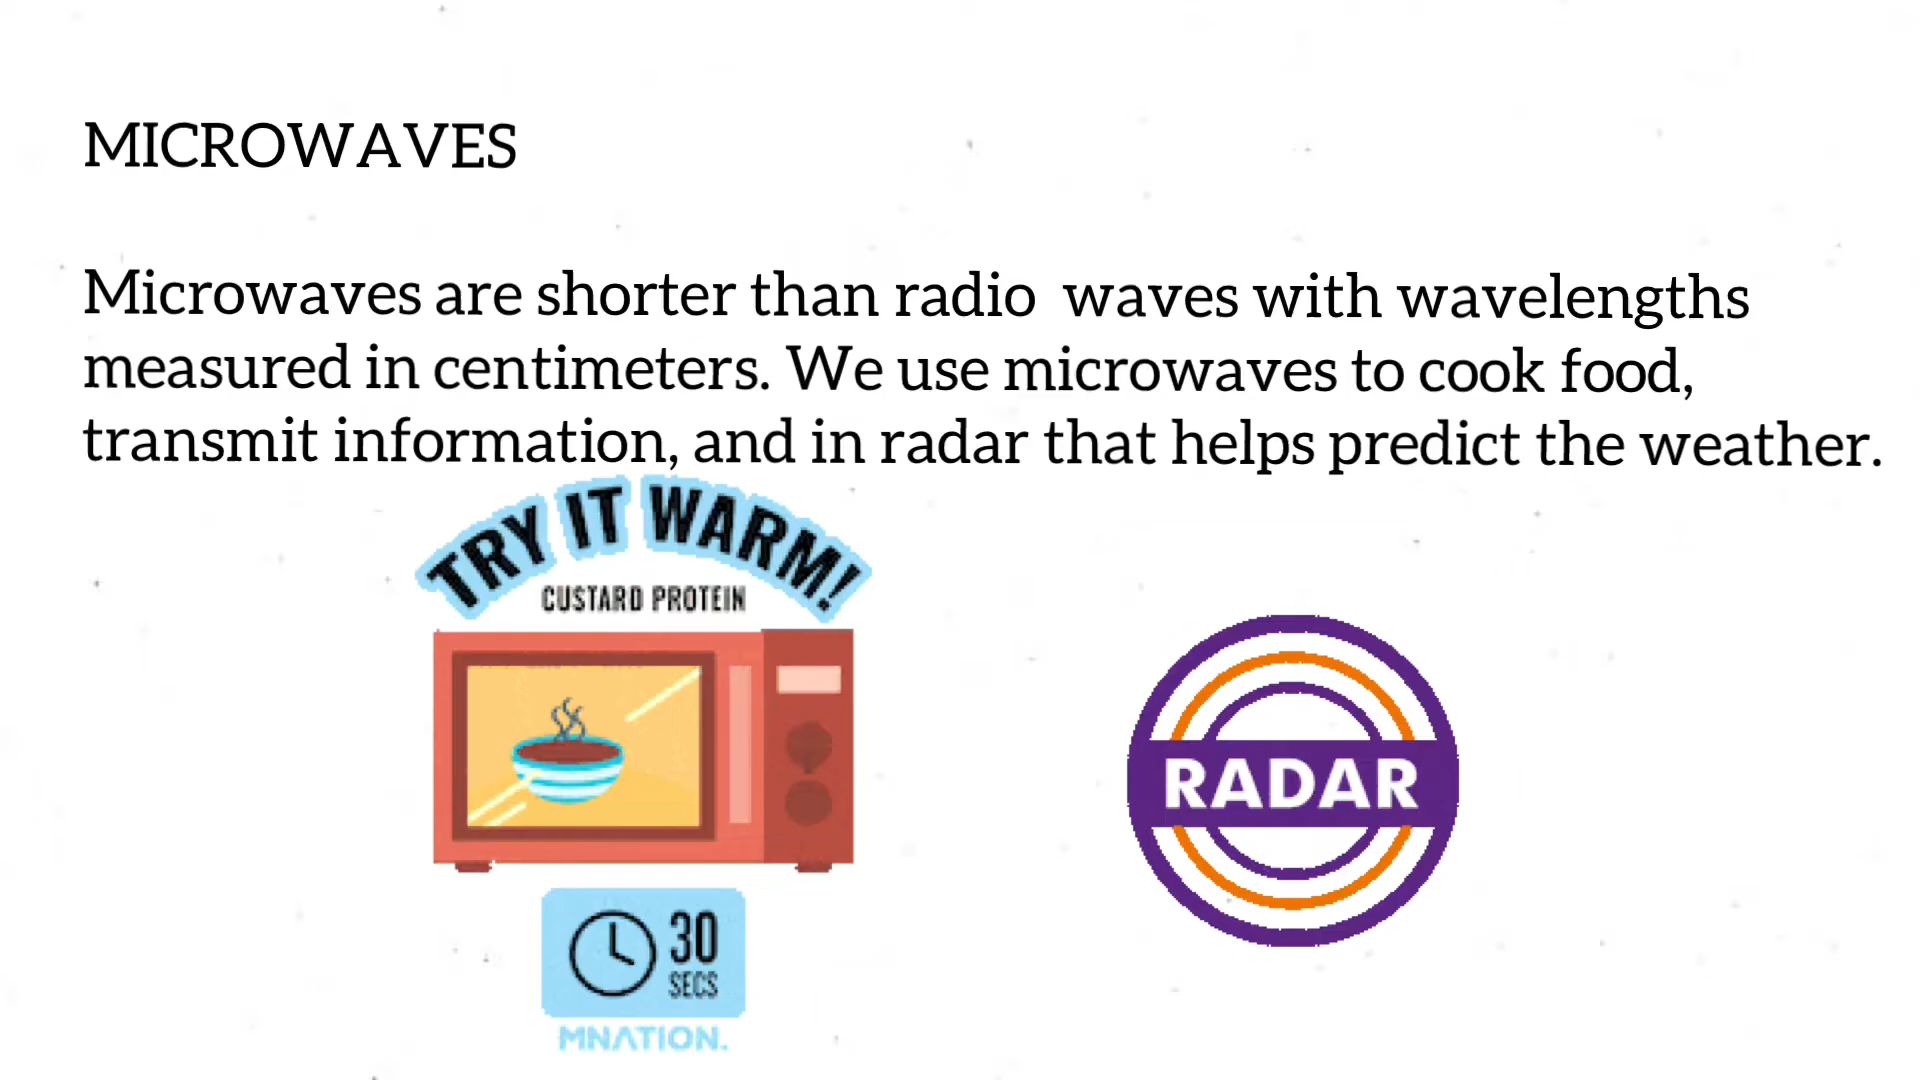 MICROWAVES
Microwaves are shorter than radio  waves with wavelengths
measured in centimeters. We use microwaves to cook food,
transmit information, and in radar that helps predict the weather.
TRY IT WARM!
CUSTARD PROTEIN
RADAR
30
SECS
MNATION.